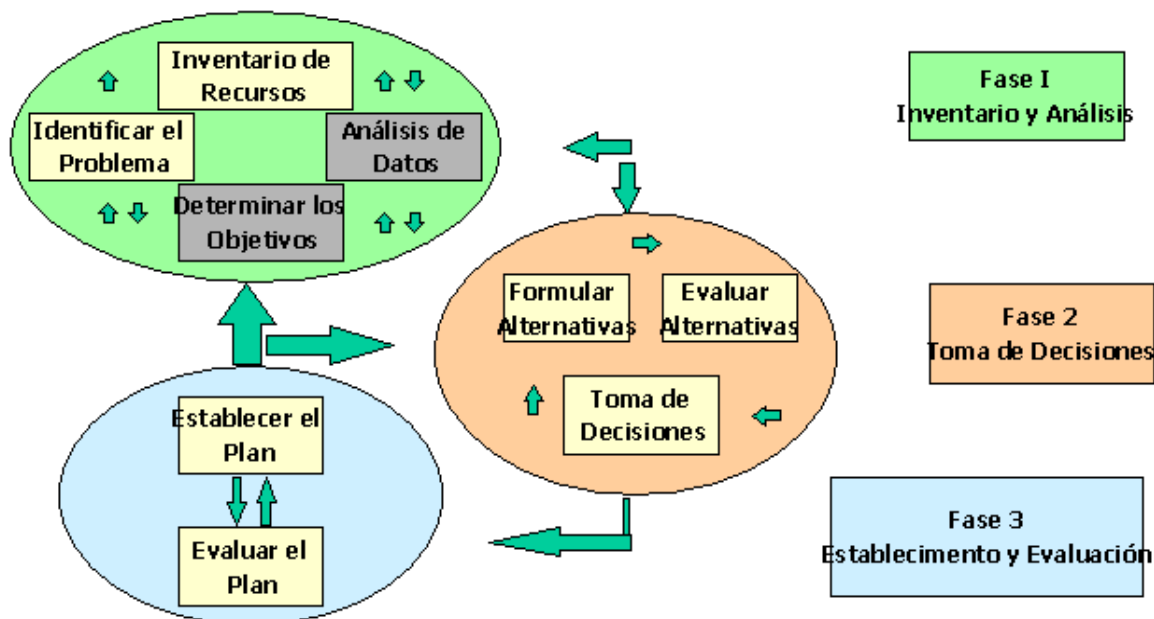 Inventario de
Recursos
Identificar el
Problema
Análisis de
Datos
Determinar los
Objetivos
Fase I
Inventario y Análisis
Formular
Alternativas
Evaluar
Alternativas
Toma de
Decisiones
Fase 2
Toma de Decisiones
Establecer el
Plan
Evaluar el
Plan
Fase 3
Establecimento y Evaluación